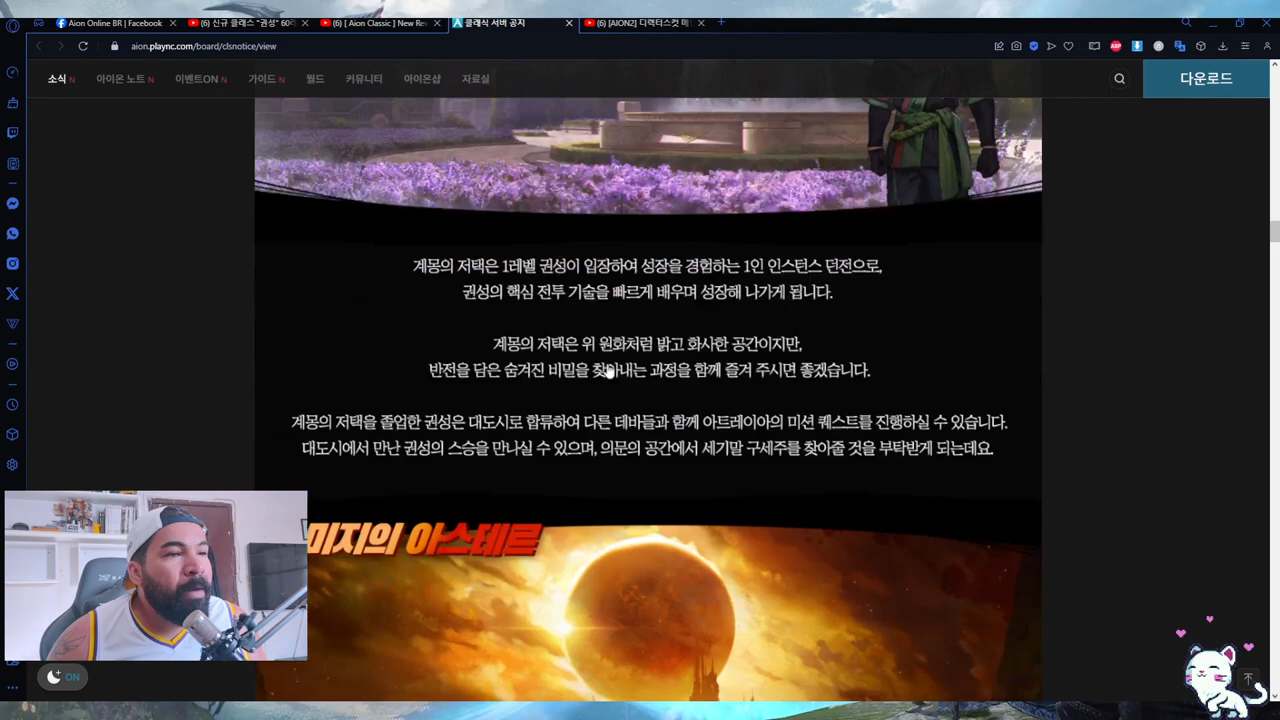 Aion Online BR | Facebook
(6) 신규 클래스 "권성" 60레
(6) [ Aion Classic ] New Re
클래식 서버 공지
(6) [AION2] 디렉터스컷 미
aion.plaync.com/board/clsnotice/view
ABP
소식 N
아이온 노트 N
이벤트ON N
가이드 N
월드
커뮤니티
아이온샵
자료실
다운로드
계몽의 저택은 1레벨 권성이 입장하여 성장을 경험하는 1인 인스턴스 던전으로,
권성의 핵심 전투 기술을 빠르게 배우며 성장해 나가게 됩니다.
계몽의 저택은 위 원화처럼 밝고 화사한 공간이지만,
반전을 담은 숨겨진 비밀을 찾아내는 과정을 함께 즐겨 주시면 좋겠습니다.
계몽의 저택을 졸업한 권성은 대도시로 합류하여 다른 데바들과 함께 아트레이아의 미션 퀘스트를 진행하실 수 있습니다.
대도시에서 만난 권성의 스승을 만나실 수 있으며, 의문의 공간에서 세기말 구세주를 찾아줄 것을 부탁받게 되는데요.
미지의 아스테르
ON